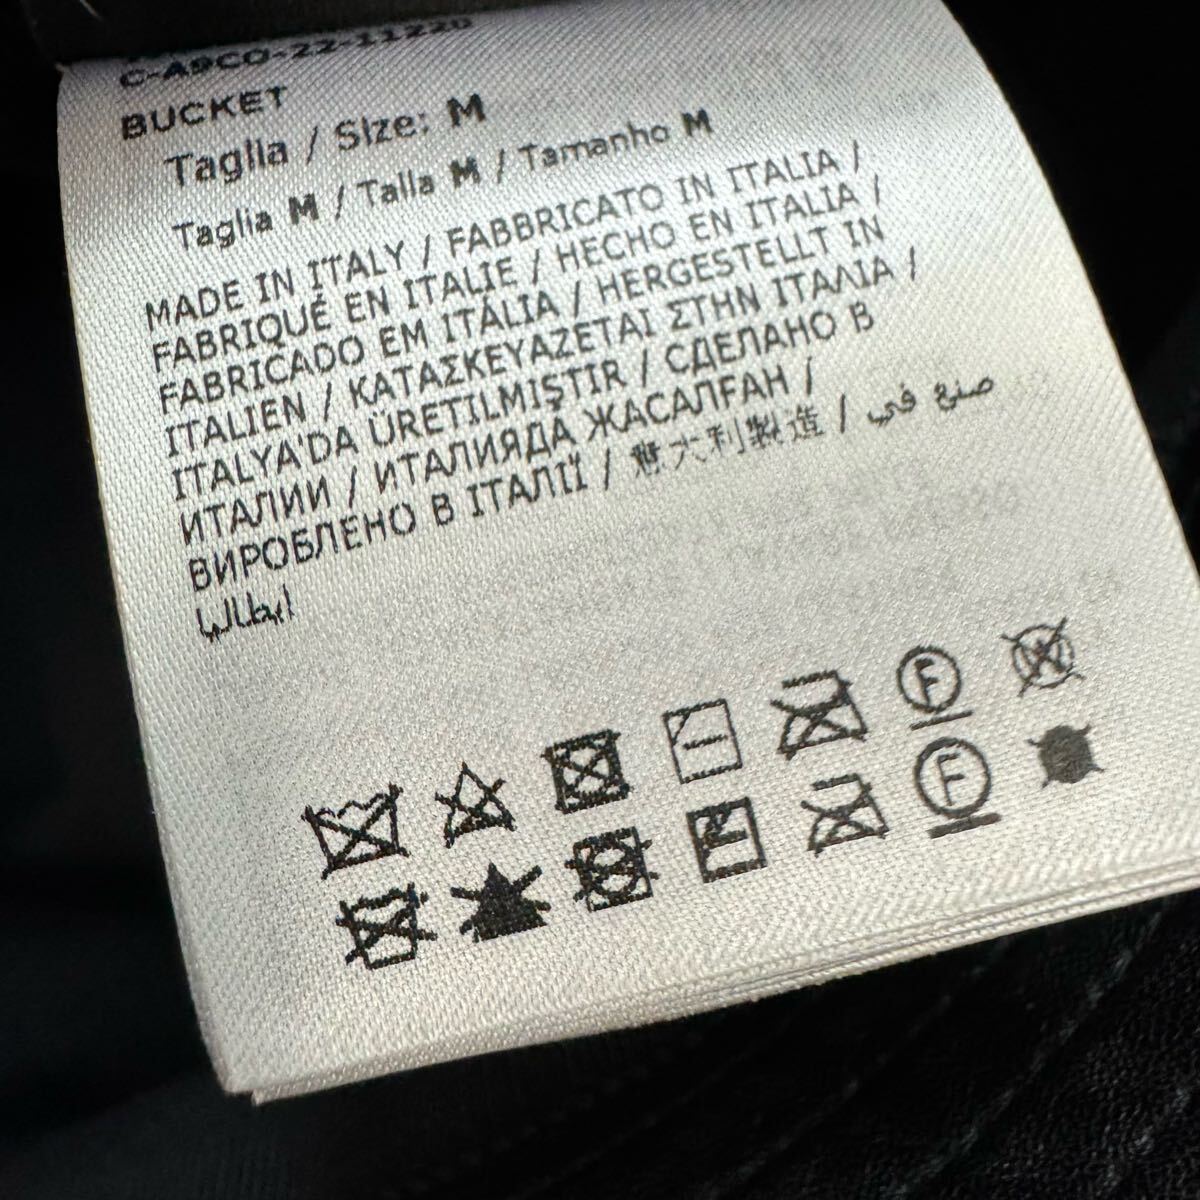 C-A9CO-22-11220
BUCKET
Taglia / Size: M
Taglia M / Talla M / Tamanho M
MADE IN ITALY / FABBRICATO IN ITALIA /
FABRIQUÉ EN ITALIE / HECHO EN ITALIA /
FABRICADO EM ITÁLIA / HERGESTELLT IN
ITALIEN / ΚΑΤΑΣΚΕΥΑΖΕΤΑΙ ΣΤΗΝ ΙΤΑΛΙΑ /
ITALYA'DA ÜRETILMIŞTIR / СДЕЛАНО В
ИТАЛИИ / ИТАЛИЯДА ЖАСАЛҒАН /
ВИРОБЛЕНО В ІТАЛІЇ / 意大利製造 / صنع في
إيطاليا
F
W
F